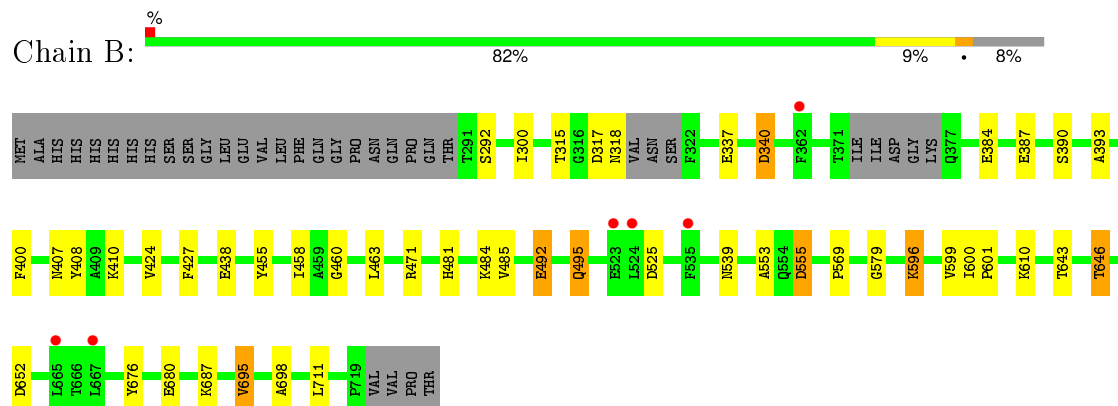 %
Chain B:
82% 9% • 8%
MET ALA HIS HIS HIS HIS HIS HIS SER SER GLY LEU GLU VAL LEU PHE GLN GLY PRO ASN GLN PRO GLN THR T291 S292 I300 T315 G316 D317 N318 VAL ASN SER F322 E337 D340 F362 T371 ILE ILE ASP GLY LYS Q377 E384 E387 S390 A393
F400 N407 Y408 A409 K410 V424 F427 E438 Y455 I458 A459 G460 L463 R471 H481 K484 V485 E492 Q495 E523 L524 D525 F535 N539 A553 Q554 D555 P569 G579 K596 V599 I600 P601 K610 T643 T646
D652 L665 T666 L667 Y676 E680 K687 V695 A698 L711 P719 VAL VAL PRO THR